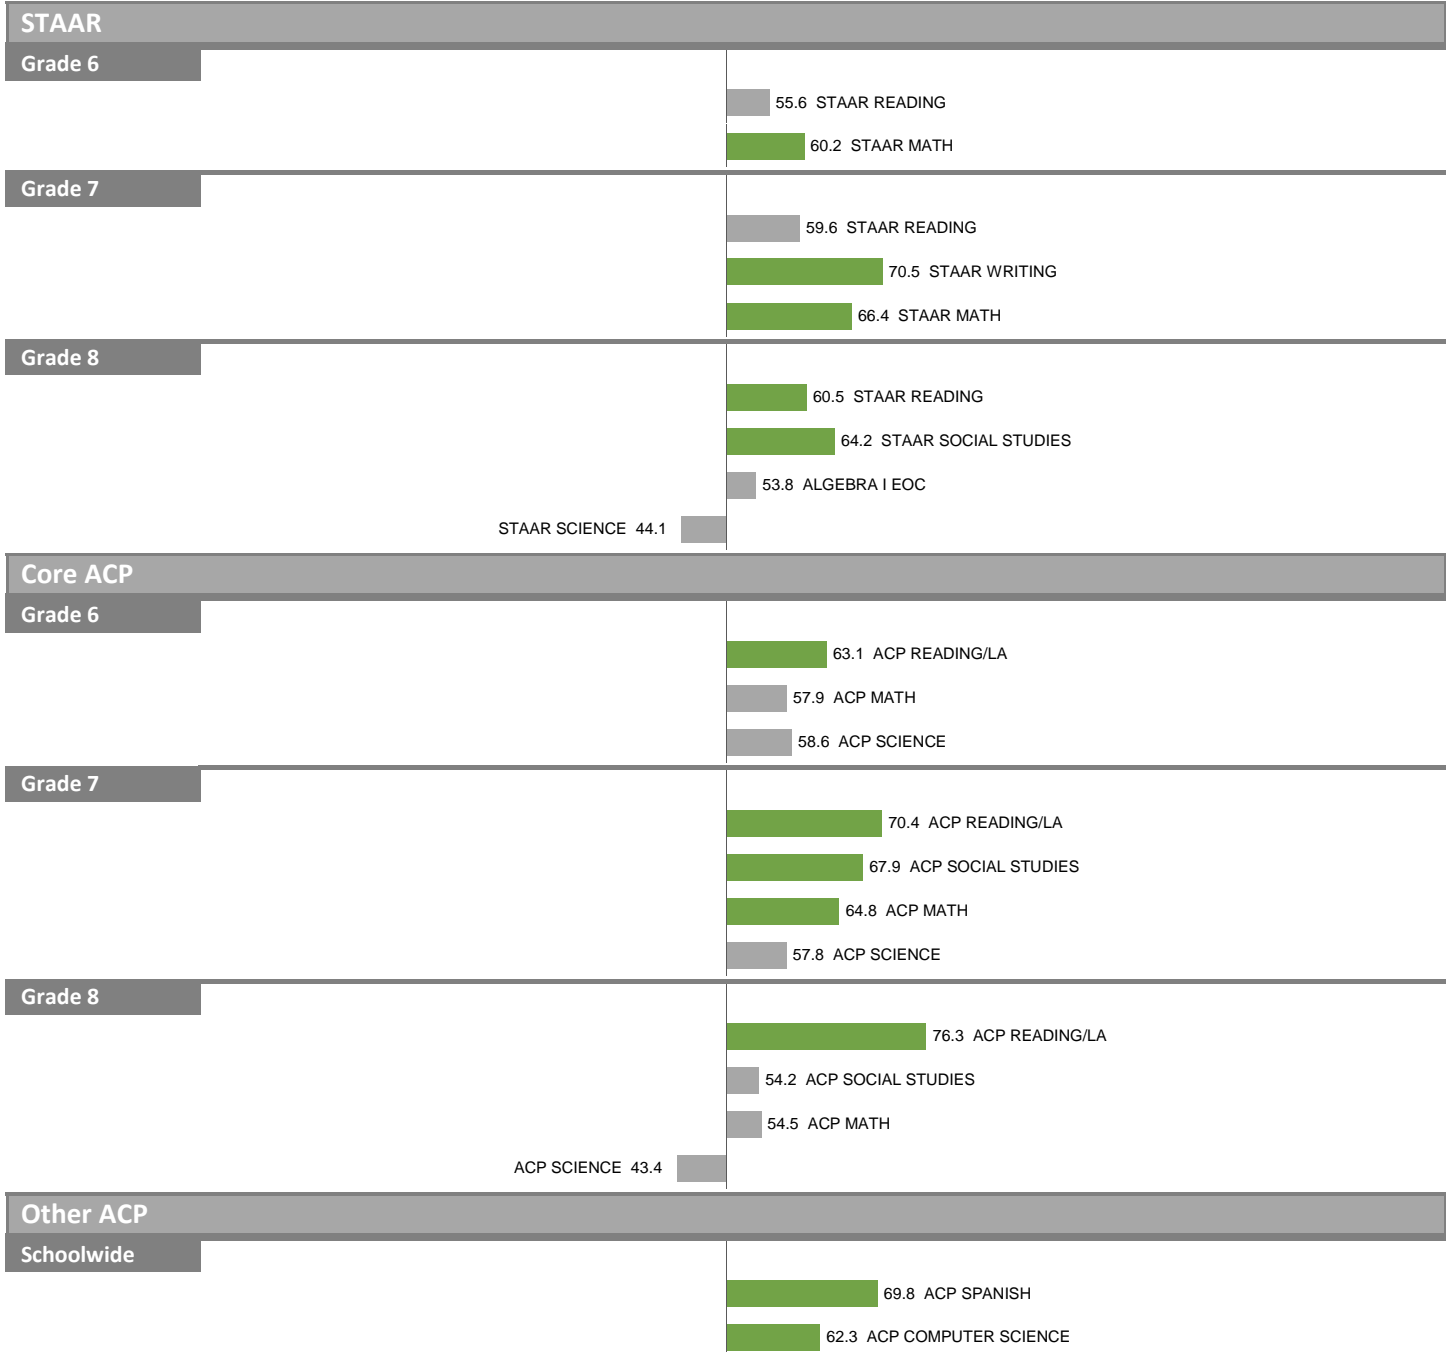 STAAR
Grade 6
55.6 STAAR READING
60.2 STAAR MATH
Grade 7
59.6 STAAR READING
70.5 STAAR WRITING
66.4 STAAR MATH
Grade 8
60.5 STAAR READING
64.2 STAAR SOCIAL STUDIES
53.8 ALGEBRA I EOC
STAAR SCIENCE 44.1
Core ACP
Grade 6
63.1 ACP READING/LA
57.9 ACP MATH
58.6 ACP SCIENCE
Grade 7
70.4 ACP READING/LA
67.9 ACP SOCIAL STUDIES
64.8 ACP MATH
57.8 ACP SCIENCE
Grade 8
76.3 ACP READING/LA
54.2 ACP SOCIAL STUDIES
54.5 ACP MATH
ACP SCIENCE 43.4
Other ACP
Schoolwide
69.8 ACP SPANISH
62.3 ACP COMPUTER SCIENCE